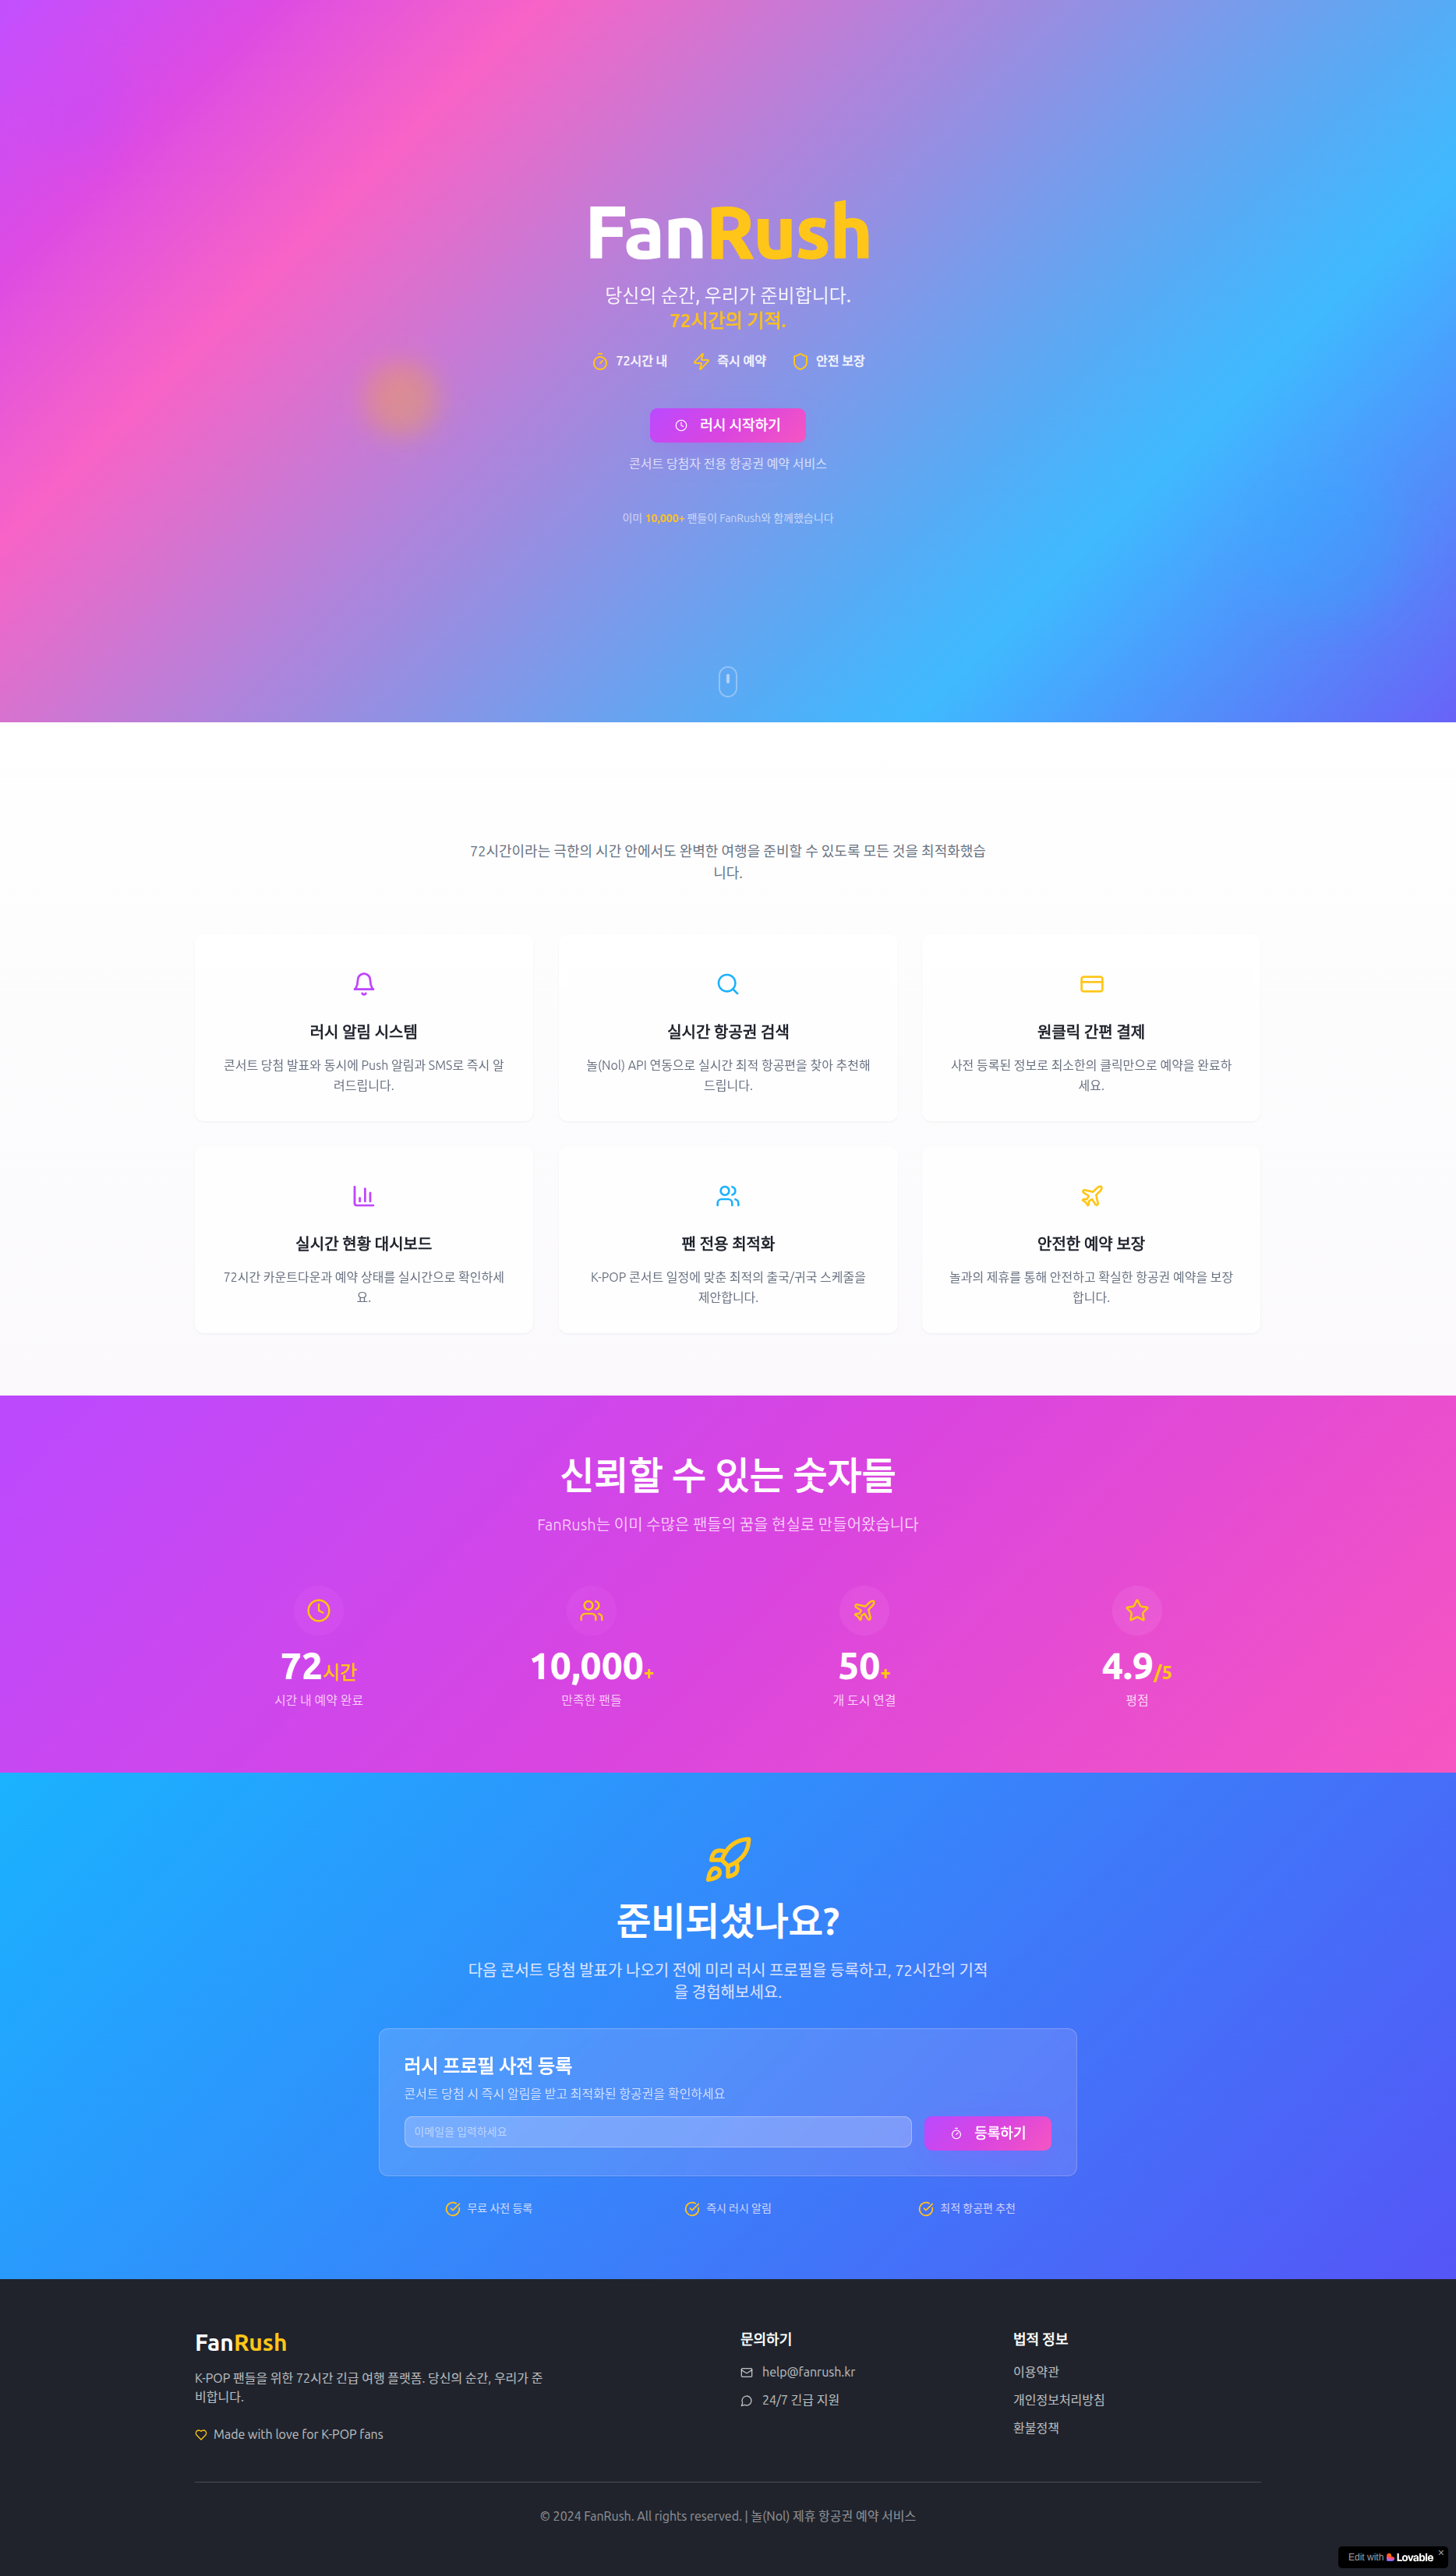 FanRush
당신의 순간, 우리가 준비합니다.
72시간의 기적.
72시간 내
즉시 예약
안전 보장
러시 시작하기
콘서트 당첨자 전용 항공권 예약 서비스
이미 10,000+ 팬들이 FanRush와 함께했습니다
72시간이라는 극한의 시간 안에서도 완벽한 여행을 준비할 수 있도록 모든 것을 최적화했습
니다.
러시 알림 시스템
콘서트 당첨 발표와 동시에 Push 알림과 SMS로 즉시 알
려드립니다.
실시간 항공권 검색
놀(Nol) API 연동으로 실시간 최적 항공편을 찾아 추천해
드립니다.
원클릭 간편 결제
사전 등록된 정보로 최소한의 클릭만으로 예약을 완료하
세요.
실시간 현황 대시보드
72시간 카운트다운과 예약 상태를 실시간으로 확인하세
요.
팬 전용 최적화
K-POP 콘서트 일정에 맞춘 최적의 출국/귀국 스케줄을
제안합니다.
안전한 예약 보장
놀과의 제휴를 통해 안전하고 확실한 항공권 예약을 보장
합니다.
신뢰할 수 있는 숫자들
FanRush는 이미 수많은 팬들의 꿈을 현실로 만들어왔습니다
72시간
시간 내 예약 완료
10,000+
만족한 팬들
50+
개 도시 연결
4.9/5
평점
준비되셨나요?
다음 콘서트 당첨 발표가 나오기 전에 미리 러시 프로필을 등록하고, 72시간의 기적
을 경험해보세요.
러시 프로필 사전 등록
콘서트 당첨 시 즉시 알림을 받고 최적화된 항공권을 확인하세요
이메일을 입력하세요
등록하기
무료 사전 등록
즉시 러시 알림
최적 항공편 추천
FanRush
K-POP 팬들을 위한 72시간 긴급 여행 플랫폼. 당신의 순간, 우리가 준
비합니다.
Made with love for K-POP fans
문의하기
help@fanrush.kr
24/7 긴급 지원
법적 정보
이용약관
개인정보처리방침
환불정책
© 2024 FanRush. All rights reserved. | 놀(Nol) 제휴 항공권 예약 서비스
Edit with Lovable